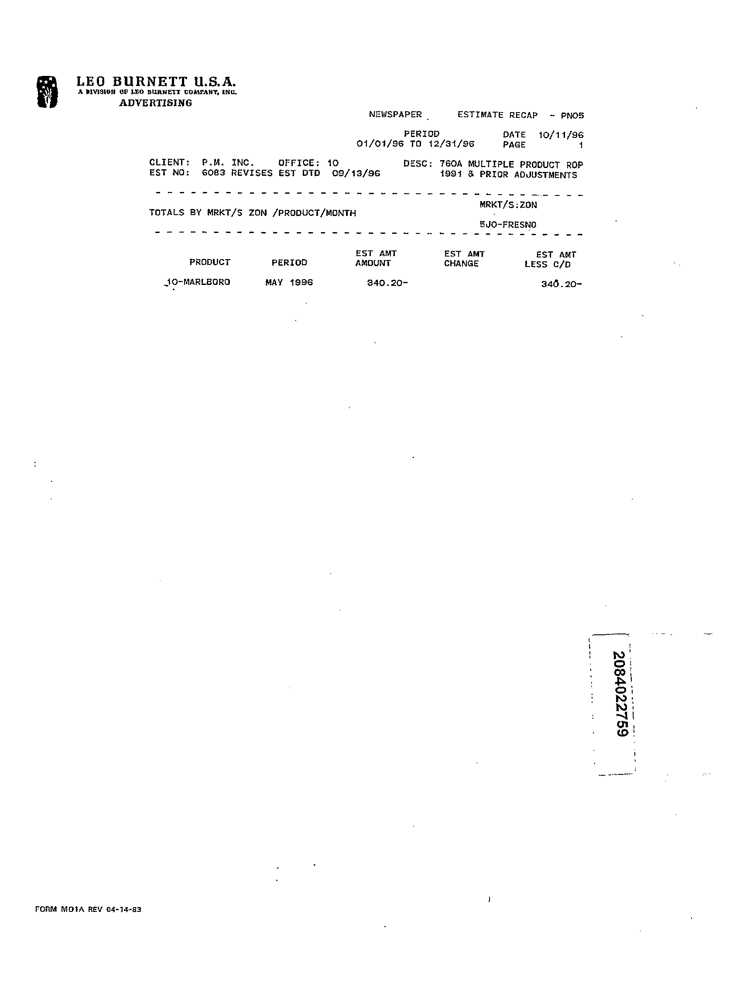 LEO BURNETT U.S.A.
A DIVISION OF LEO BURNETT COMPANY, INC.
ADVERTISING
NEWSPAPER ESTIMATE RECAP - PNO5
PERIOD DATE 10/11/96
01/01/96 TO 12/31/96 PAGE 1
CLIENT: P.M. INC. OFFICE: 10 DESC: 760A MULTIPLE PRODUCT ROP
EST NO: 6083 REVISES EST DTD 09/13/96 1991 & PRIOR ADJUSTMENTS
MRKT/S:ZON
TOTALS BY MRKT/S ZON /PRODUCT/MONTH
5JO-FRESNO
EST AMT EST AMT EST AMT
PRODUCT PERIOD AMOUNT CHANGE LESS C/D
10-MARLBORO MAY 1996 340.20- 340.20-
2084022759
FORM MO1A REV 04-14-83